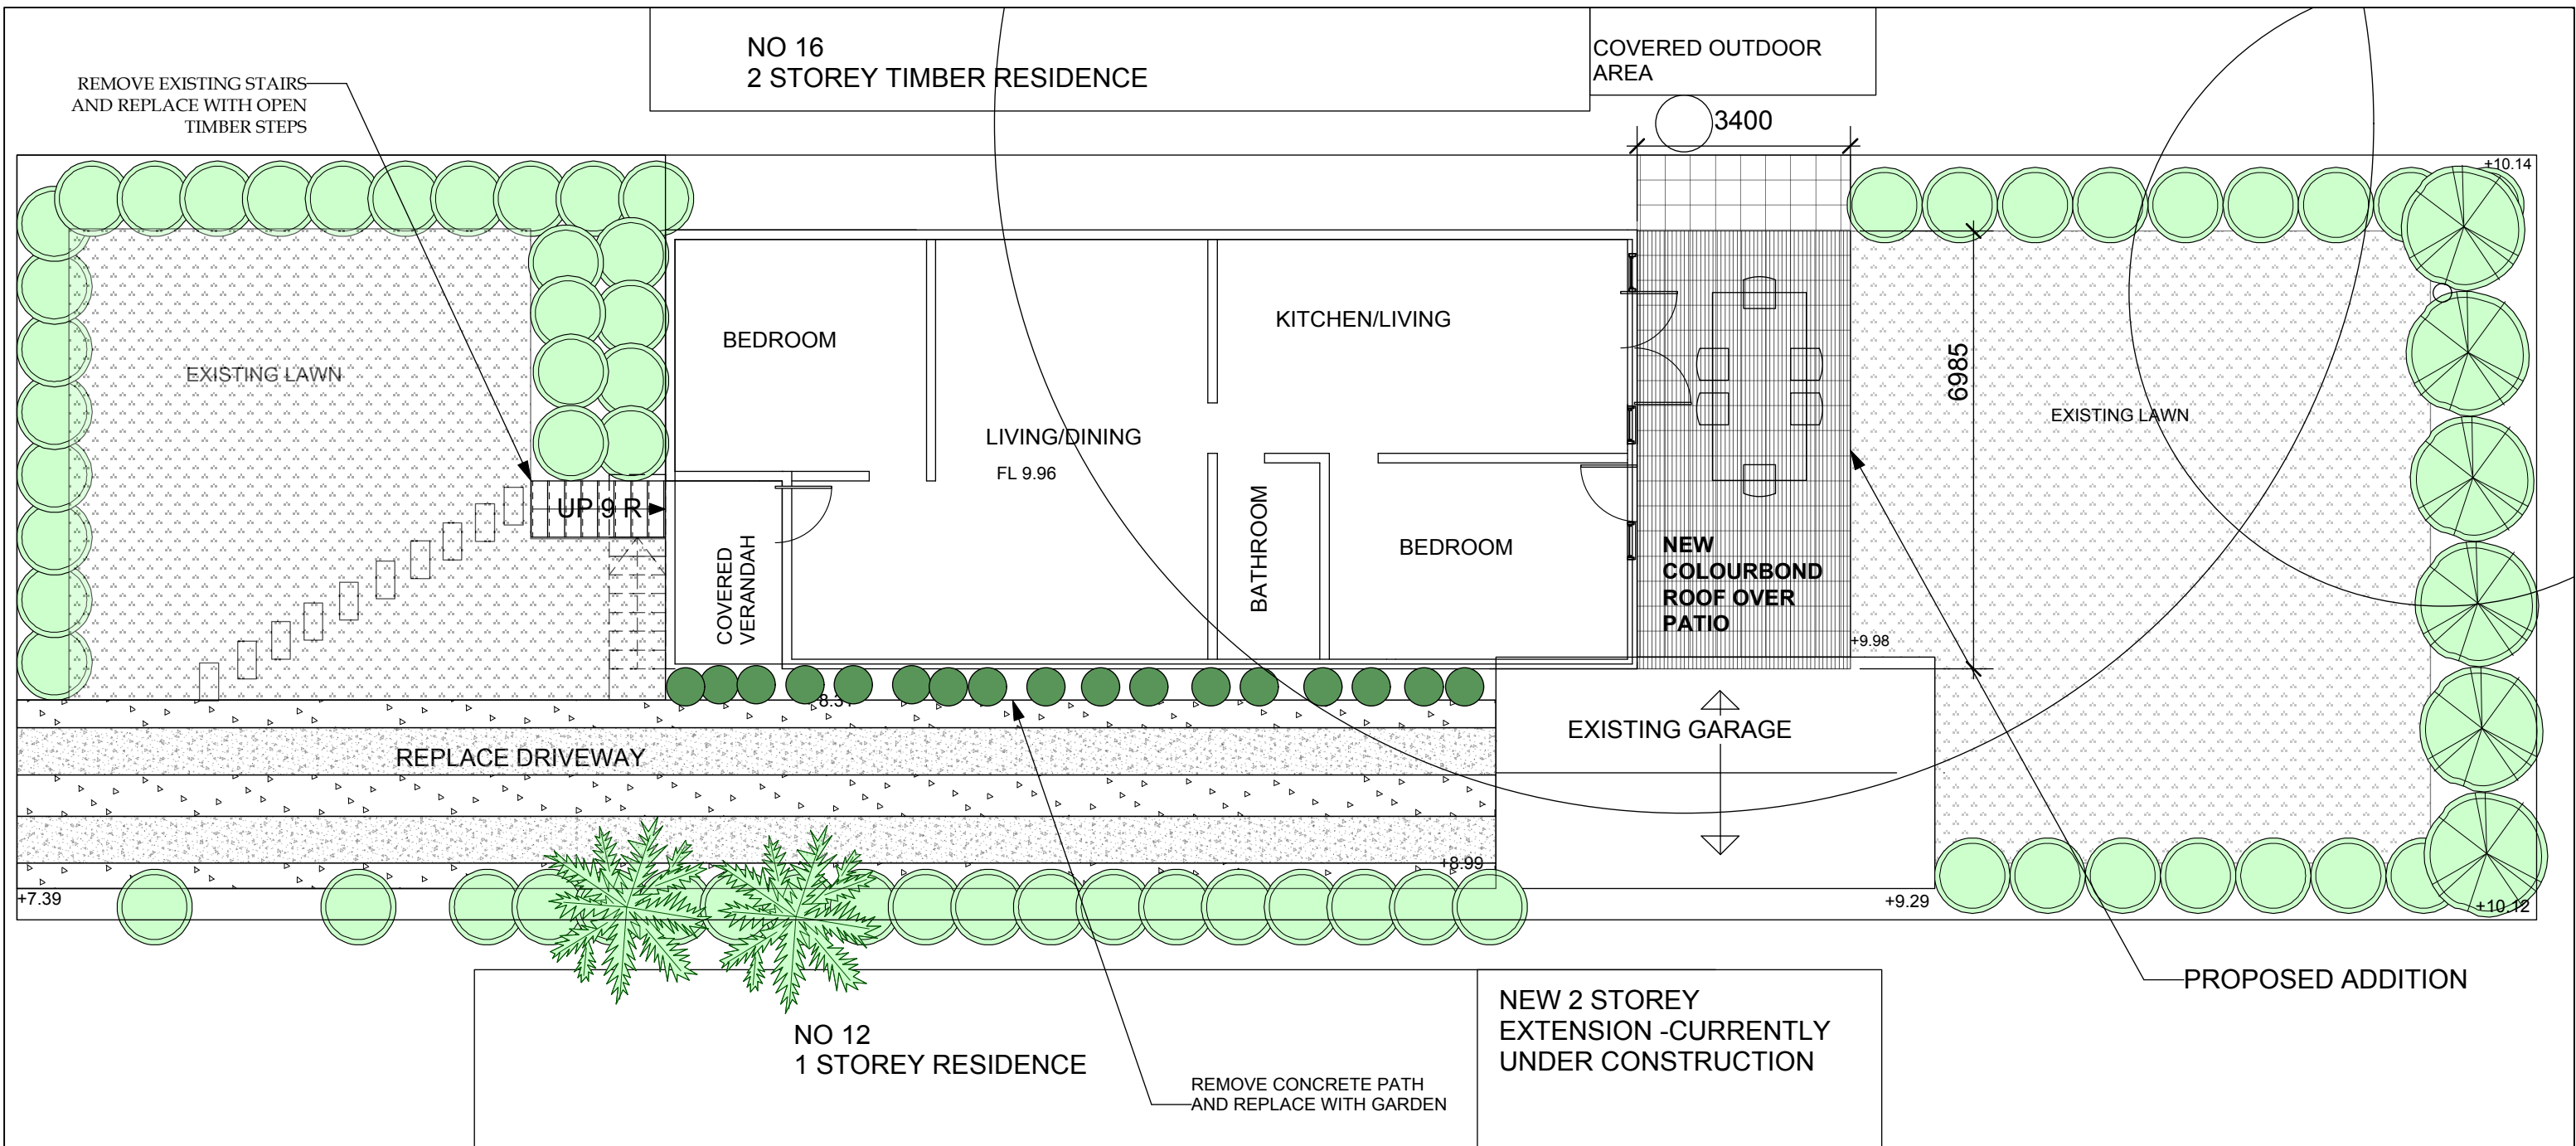 NO 16
2 STOREY TIMBER RESIDENCE
COVERED OUTDOOR
AREA
REMOVE EXISTING STAIRS
AND REPLACE WITH OPEN
TIMBER STEPS
3400
+10.14
BEDROOM
KITCHEN/LIVING
EXISTING LAWN
6985
EXISTING LAWN
LIVING/DINING
FL 9.96
UP 9 R
COVERED
VERANDAH
BATHROOM
BEDROOM
NEW
COLOURBOND
ROOF OVER
PATIO
+9.98
EXISTING GARAGE
REPLACE DRIVEWAY
+8.99
+7.39
+9.29
+10.12
PROPOSED ADDITION
NO 12
1 STOREY RESIDENCE
NEW 2 STOREY
EXTENSION -CURRENTLY
UNDER CONSTRUCTION
REMOVE CONCRETE PATH
AND REPLACE WITH GARDEN